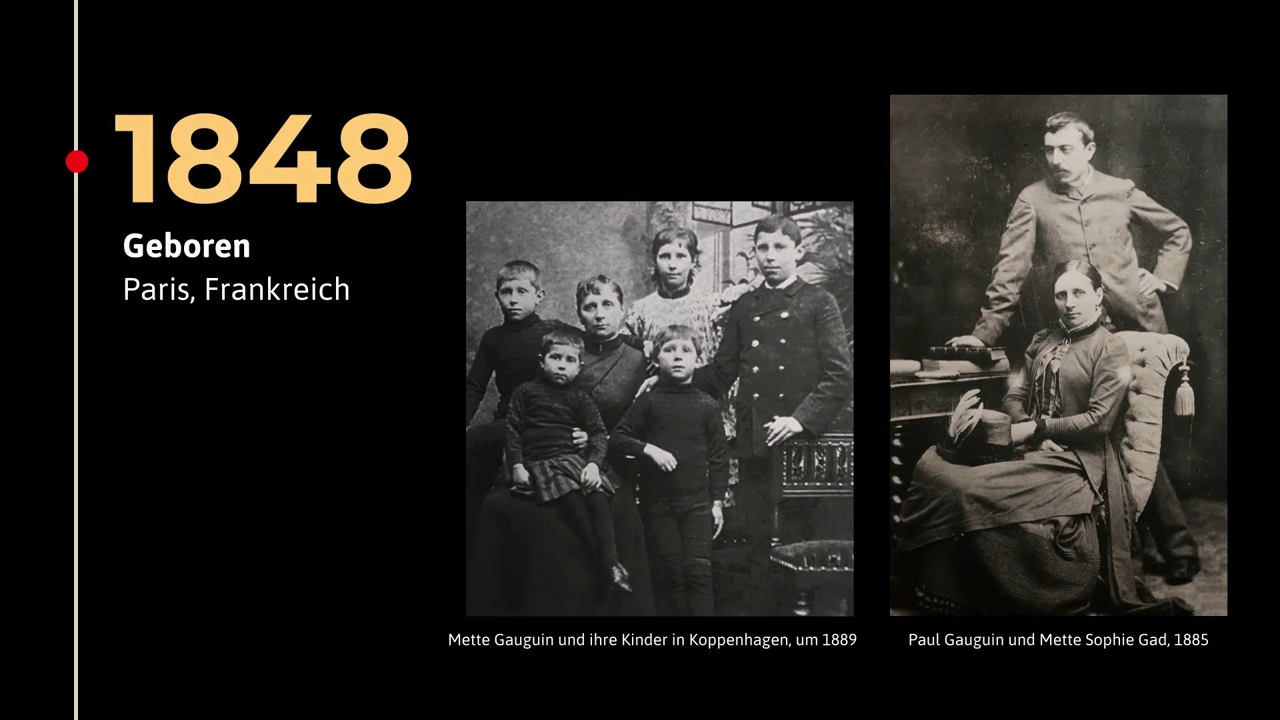 1848
Geboren
Paris, Frankreich
Mette Gauguin und ihre Kinder in Koppenhagen, um 1889
Paul Gauguin und Mette Sophie Gad, 1885